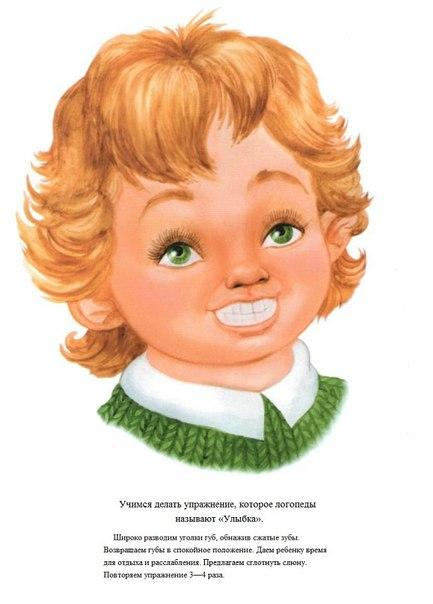 Учимся делать упражнение, которое логопеды
называют «Улыбка».
Широко разводим уголки губ, обнажив сжатые зубы.
Возвращаем губы в спокойное положение. Даем ребенку время
для отдыха и расслабления. Предлагаем сглотнуть слюну.
Повторяем упражнение 3—4 раза.